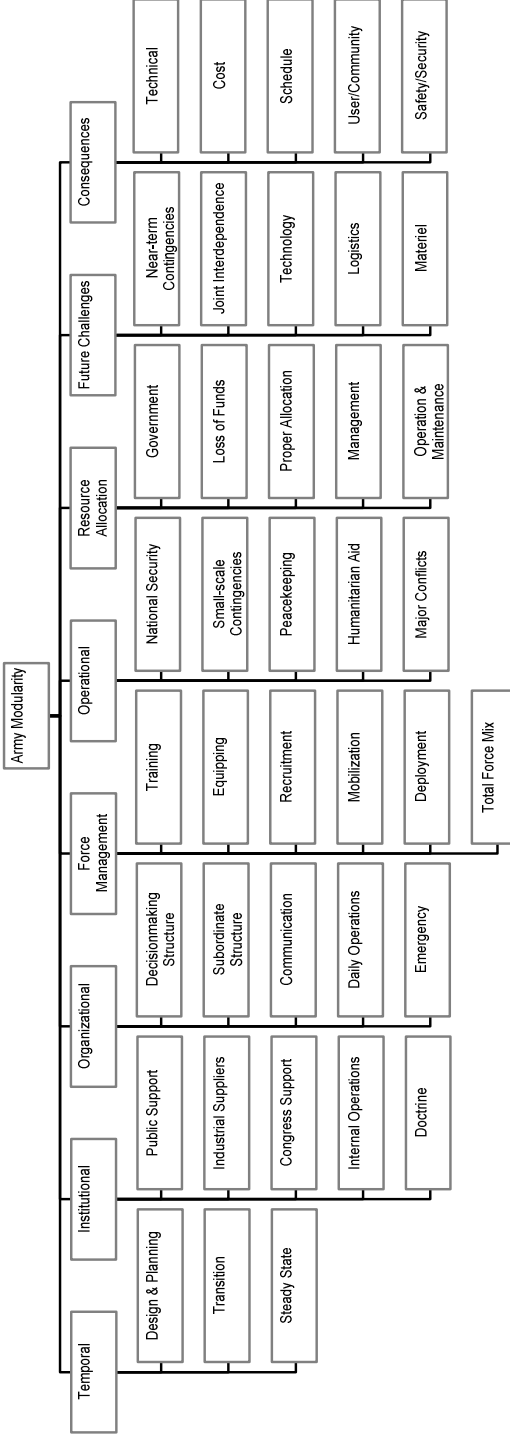 Army Modularity
Temporal
Design & Planning
Transition
Steady State
Institutional
Public Support
Industrial Suppliers
Congress Support
Internal Operations
Doctrine
Organizational
Decisionmaking
Structure
Subordinate
Structure
Communication
Daily Operations
Emergency
Force
Management
Training
Equipping
Recruitment
Mobilization
Deployment
Total Force Mix
Operational
National Security
Small-scale
Contingencies
Peacekeeping
Humanitarian Aid
Major Conflicts
Resource
Allocation
Government
Loss of Funds
Proper Allocation
Management
Operation &
Maintenance
Future Challenges
Near-term
Contingencies
Joint Interdependence
Technology
Logistics
Materiel
Consequences
Technical
Cost
Schedule
User/Community
Safety/Security